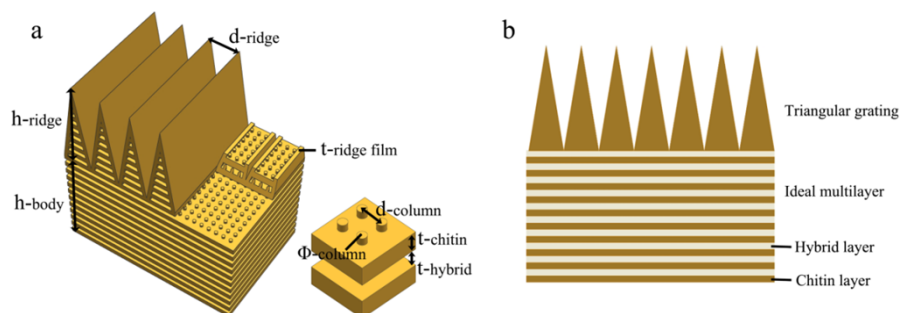 a
d-ridge
h-ridge
t-ridge film
h-body
d-column
t-chitin
Φ-column
t-hybrid
b
Triangular grating
Ideal multilayer
Hybrid layer
Chitin layer